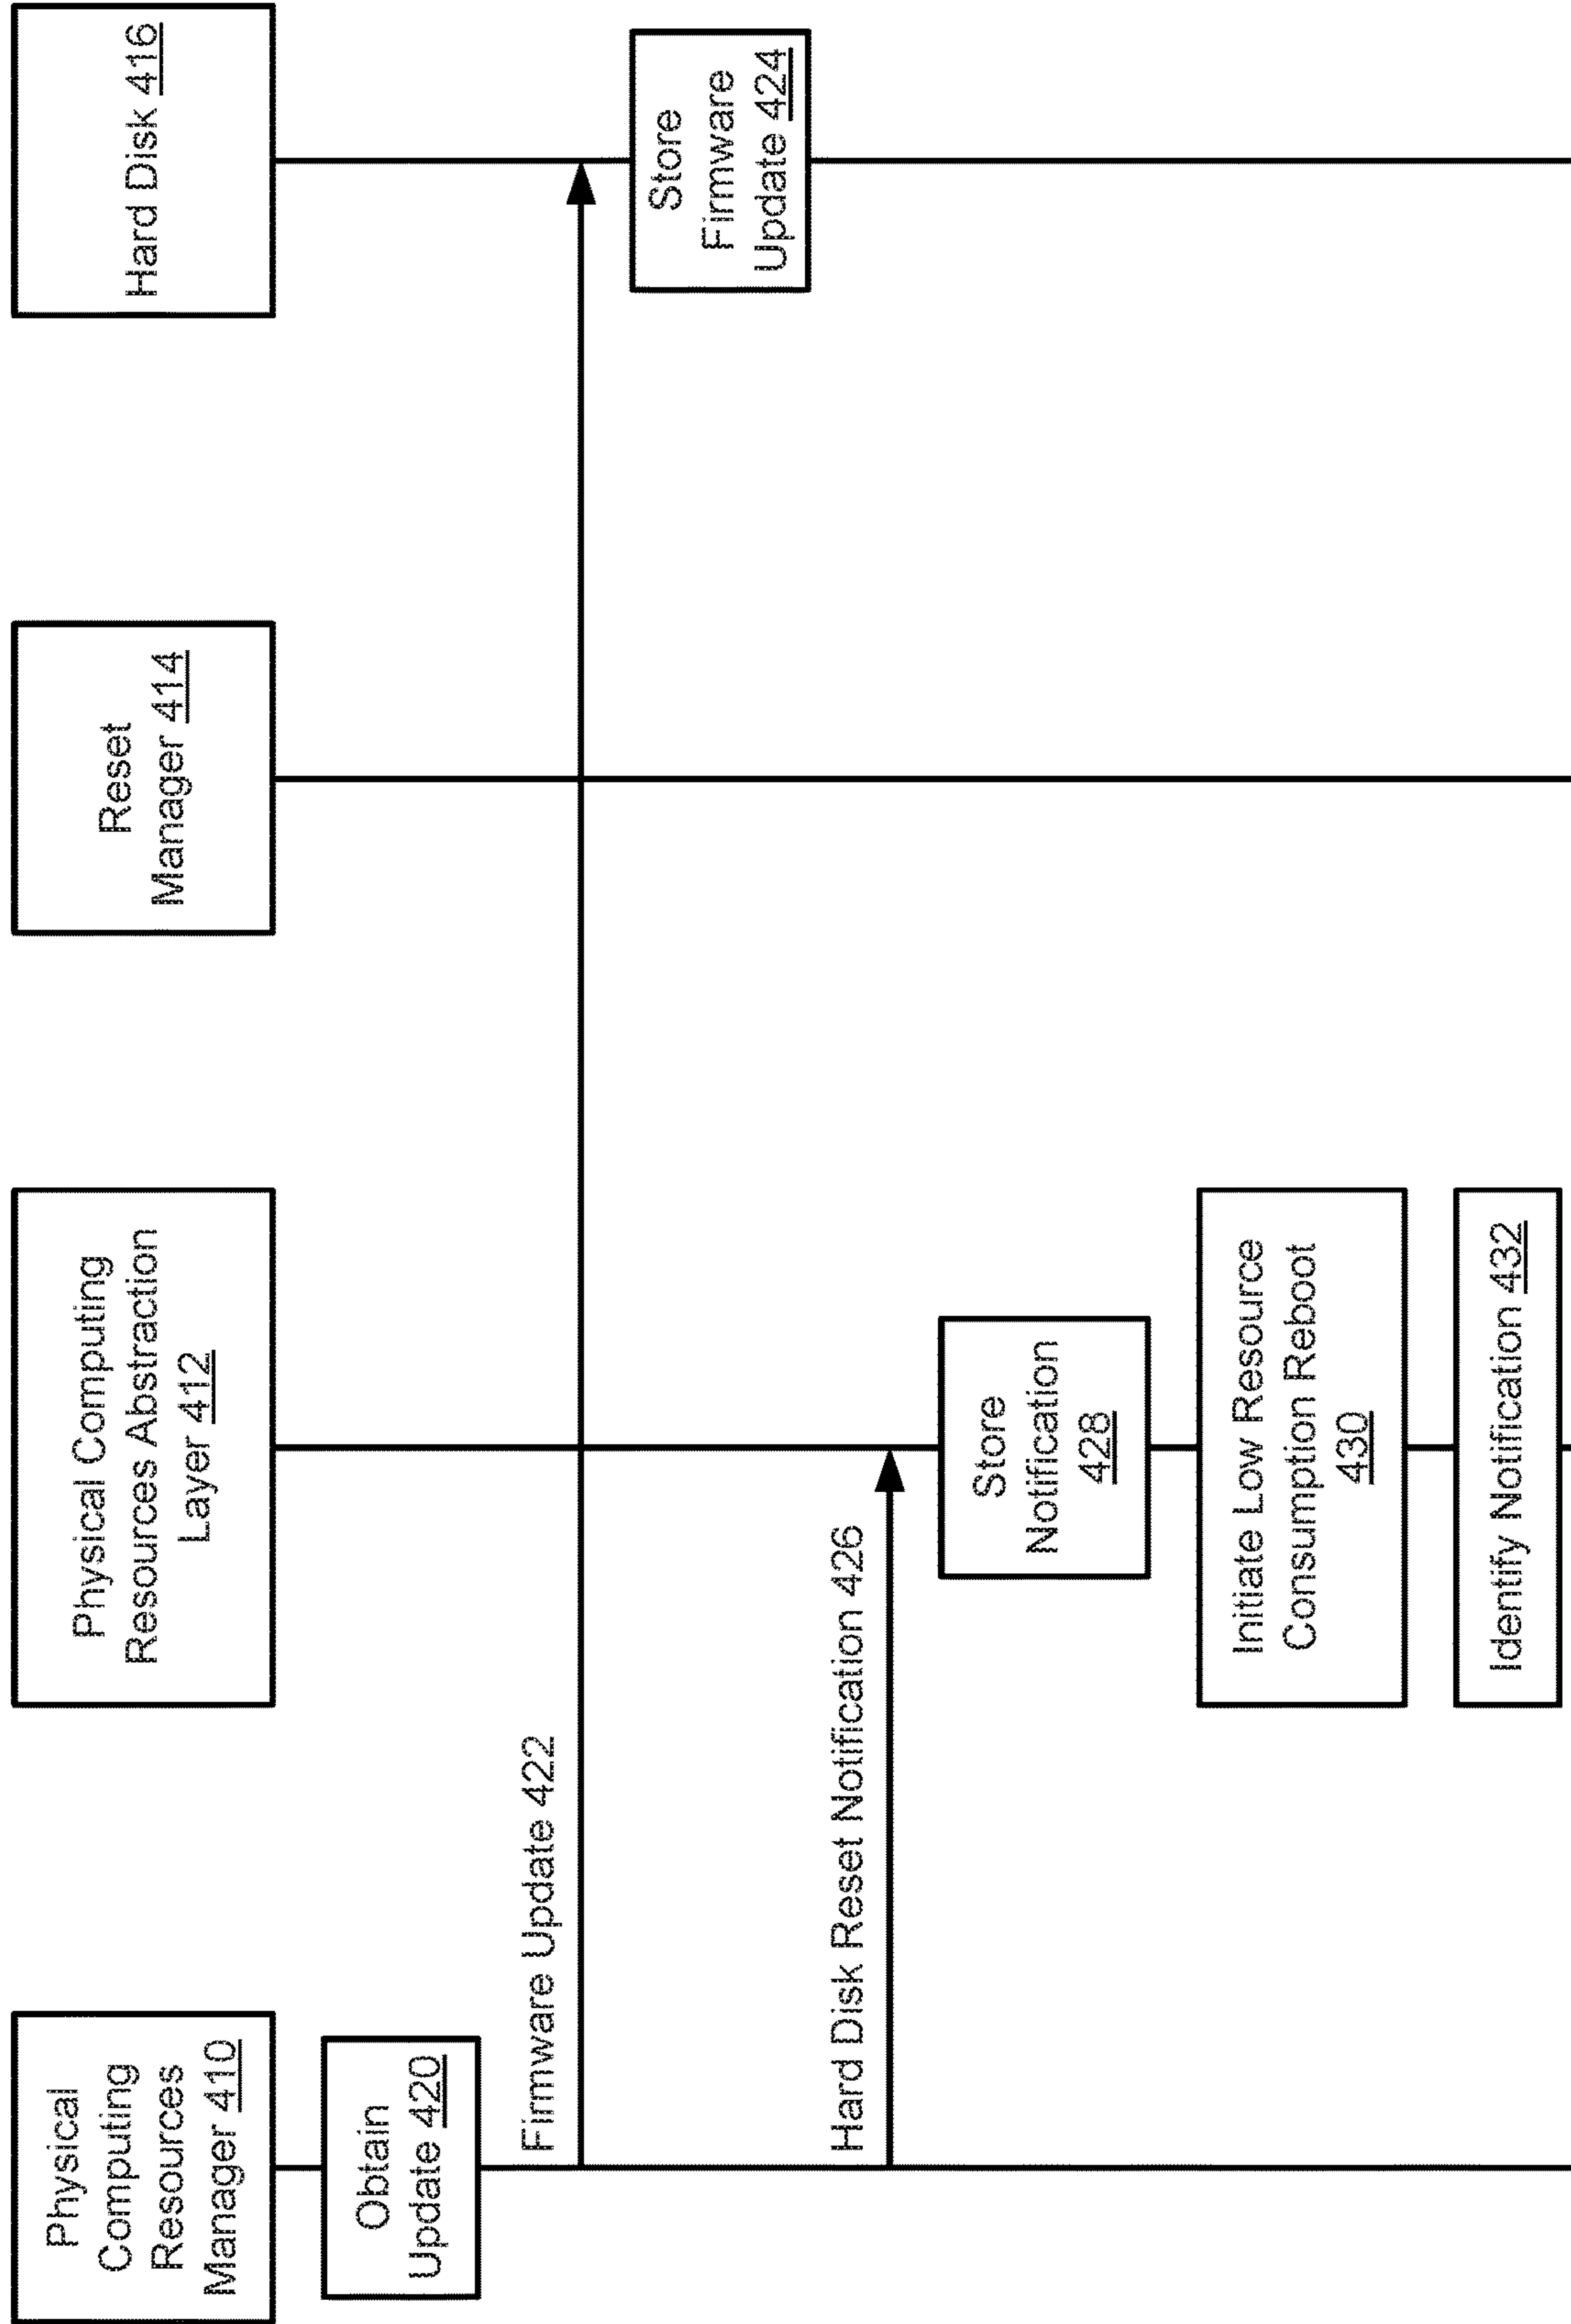 Physical
Computing
Resources
Manager 410
Physical Computing
Resources Abstraction
Layer 412
Reset
Manager 414
Hard Disk 416
Obtain
Update 420
Firmware Update 422
Store
Firmware
Update 424
Hard Disk Reset Notification 426
Store
Notification
428
Initiate Low Resource
Consumption Reboot
430
Identify Notification 432